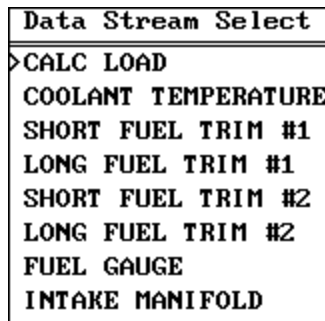 Data Stream Select
>CALC LOAD
COOLANT TEMPERATURE
SHORT FUEL TRIM #1
LONG FUEL TRIM #1
SHORT FUEL TRIM #2
LONG FUEL TRIM #2
FUEL GAUGE
INTAKE MANIFOLD